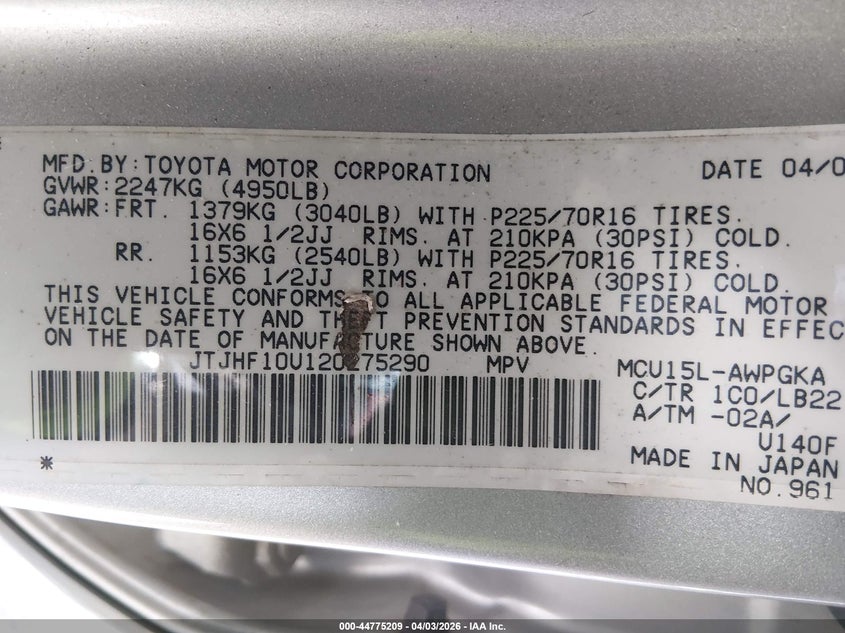 MFD.BY:TOYOTA MOTOR CORPORATION DATE 04/0
GVWR:2247KG (4950LB)
GAWR:FRT. 1379KG (3040LB) WITH P225/70R16 TIRES.
16X6 1/2JJ RIMS. AT 210KPA (30PSI) COLD.
RR. 1153KG (2540LB) WITH P225/70R16 TIRES.
16X6 1/2JJ RIMS. AT 210KPA (30PSI) COLD.
THIS VEHICLE CONFORMS TO ALL APPLICABLE FEDERAL MOTOR
VEHICLE SAFETY AND THEFT PREVENTION STANDARDS IN EFFEC
ON THE DATE OF MANUFACTURE SHOWN ABOVE.
MPV
MCU15L-AWPGKA
C/TR 1C0/LB22
A/TM -02A/
U140F
MADE IN JAPAN
NO.961
*
000-44775209 - 04/03/2026 - IAA Inc.